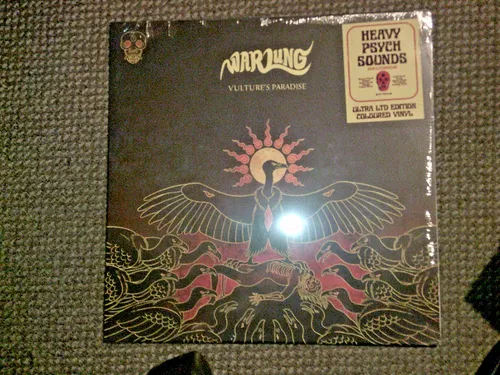 WARLUNG
VULTURE'S PARADISE
HEAVY
PSYCH
SOUNDS
ULTRA LTD EDITION
COLOURED VINYL